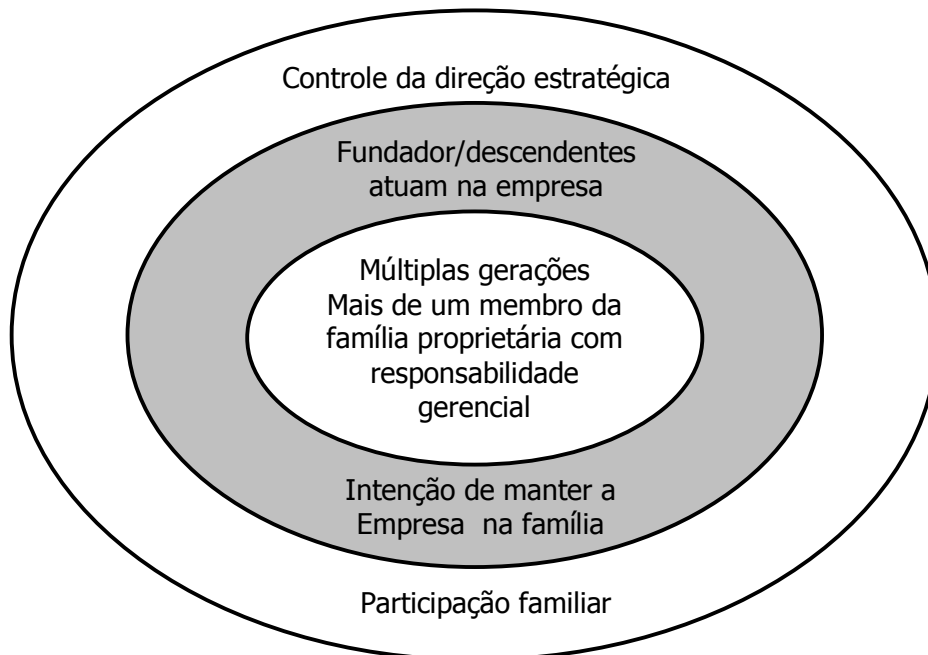 Controle da direção estratégica
Fundador/descendentes
atuam na empresa
Múltiplas gerações
Mais de um membro da
família proprietária com
responsabilidade
gerencial
Intenção de manter a
Empresa  na família
Participação familiar